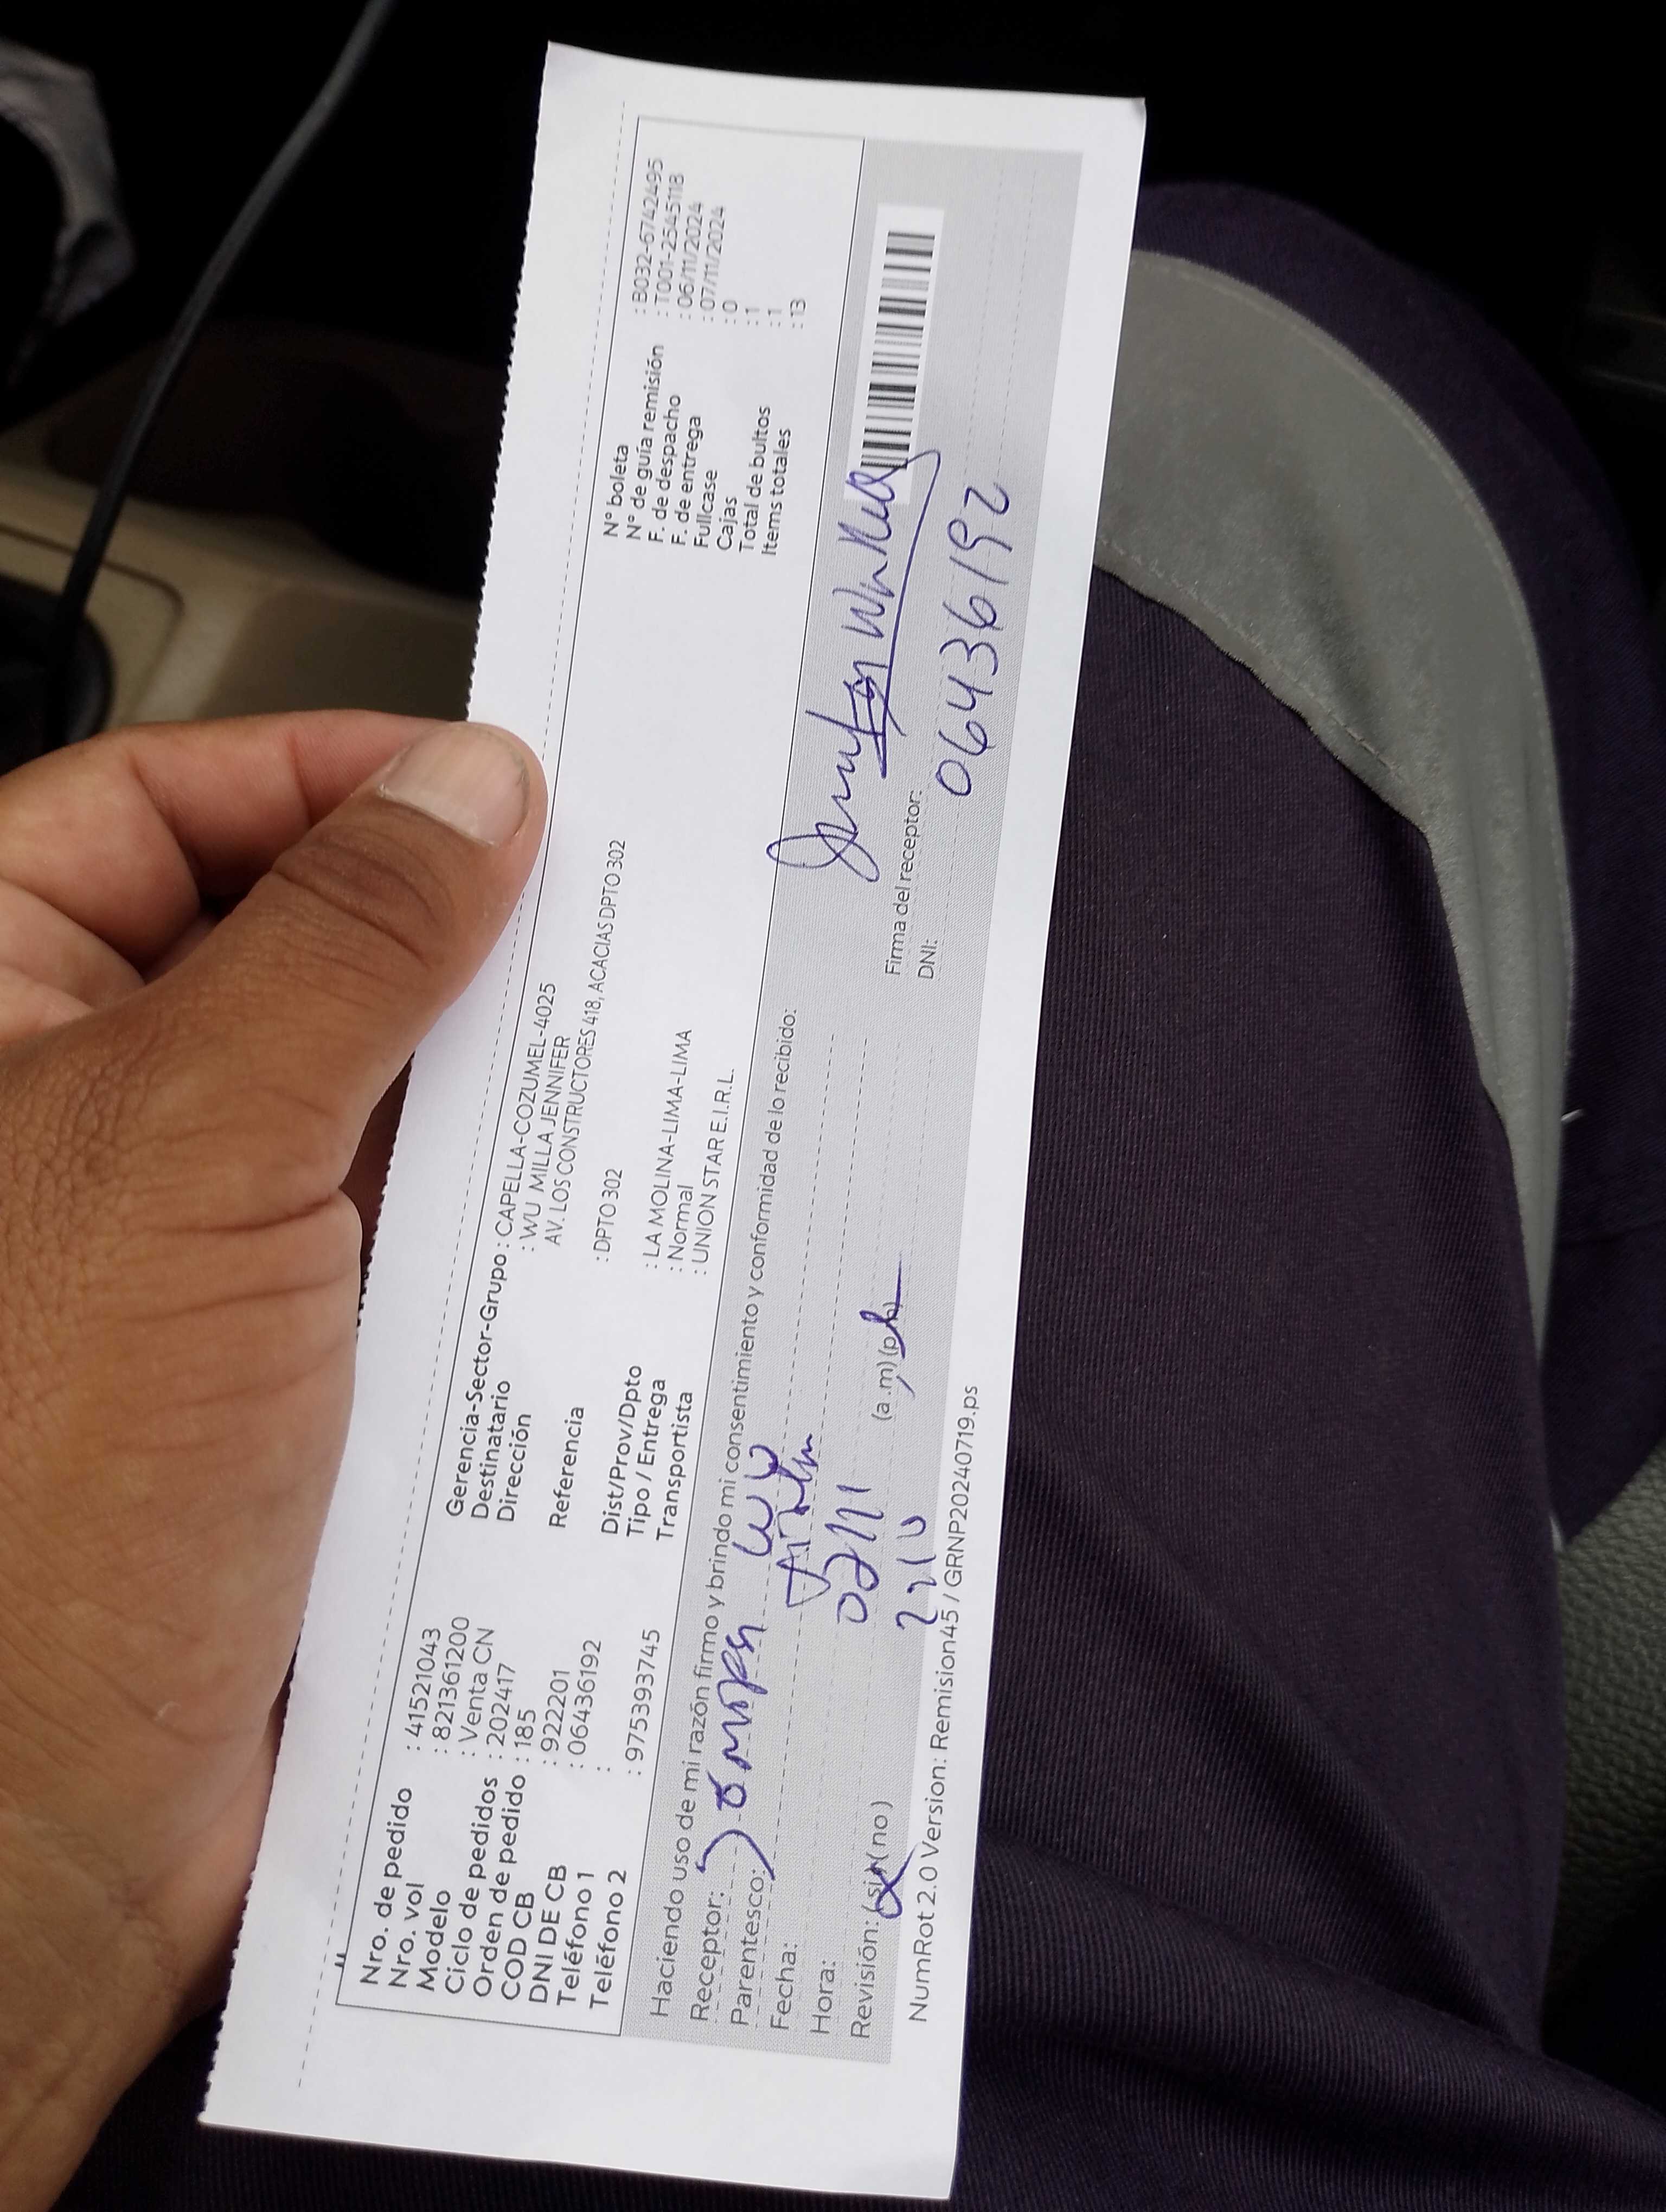 Nro. de pedido : 41521043
Nro. vol : 821361200
Modelo : Venta CN
Ciclo de pedidos : 202417
Orden de pedido : 185
COD CB : 922201
DNI DE CB : 06436192
Teléfono 1 :
Teléfono 2 : 975393745
Gerencia-Sector-Grupo : CAPELLA-COZUMEL-4025
Destinatario : WU MILLA JENNIFER
Dirección AV. LOS CONSTRUCTORES 418, ACACIAS DPTO 302
Referencia : DPTO 302
Dist/Prov/Dpto : LA MOLINA-LIMA-LIMA
Tipo / Entrega : Normal
Transportista : UNION STAR E.I.R.L.
N° boleta : B032-6742495
N° de guía remisión : T001-2545118
F. de despacho : 06/11/2024
F. de entrega : 07/11/2024
Fullcase : 0
Cajas : 1
Total de bultos : 1
Items totales : 13
Haciendo uso de mi razón firmo y brindo mi consentimiento y conformidad de lo recibido:
Receptor: Wu
Parentesco:
Fecha:
Hora: (a.m) (p.m)
Revisión: (si) (no)
Firma del receptor:
DNI: 06436192
NumRot 2.0 Version: Remision45 / GRNP20240719.ps